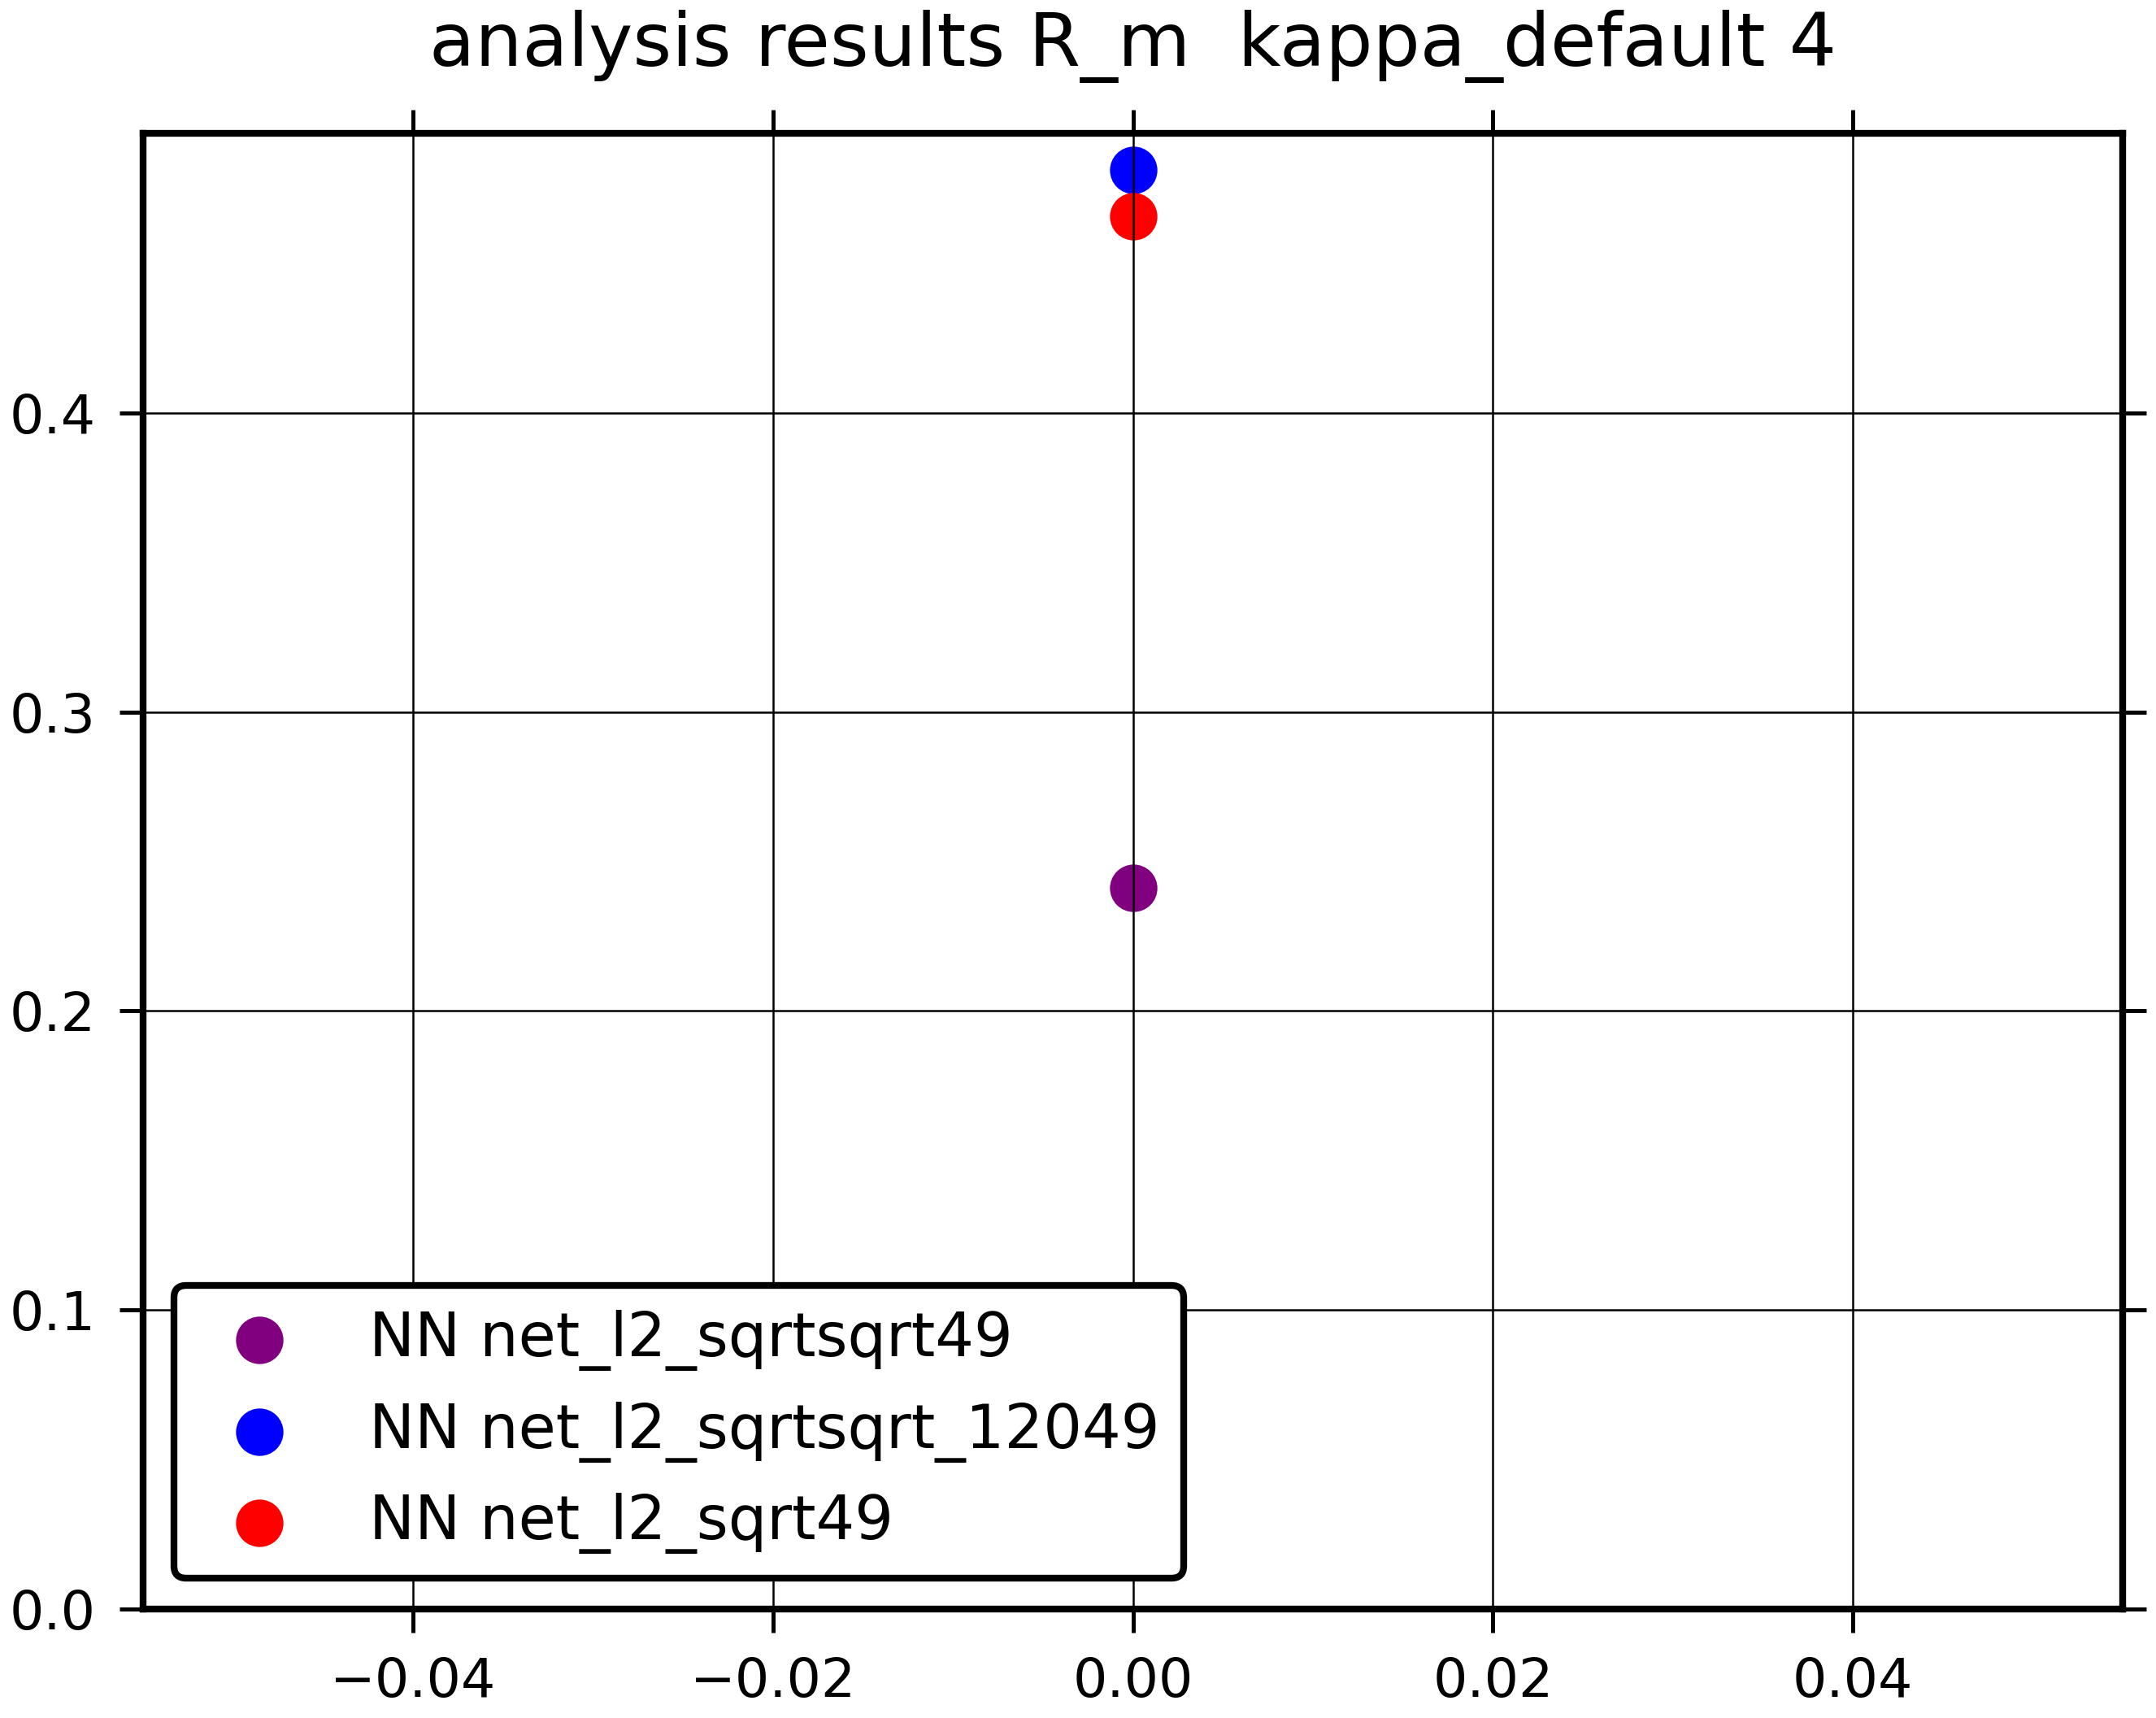 analysis results R_m  kappa_default 4
0.4
0.3
0.2
0.1
0.0
NN net_l2_sqrtsqrt49
NN net_l2_sqrtsqrt_12049
NN net_l2_sqrt49
−0.04
−0.02
0.00
0.02
0.04